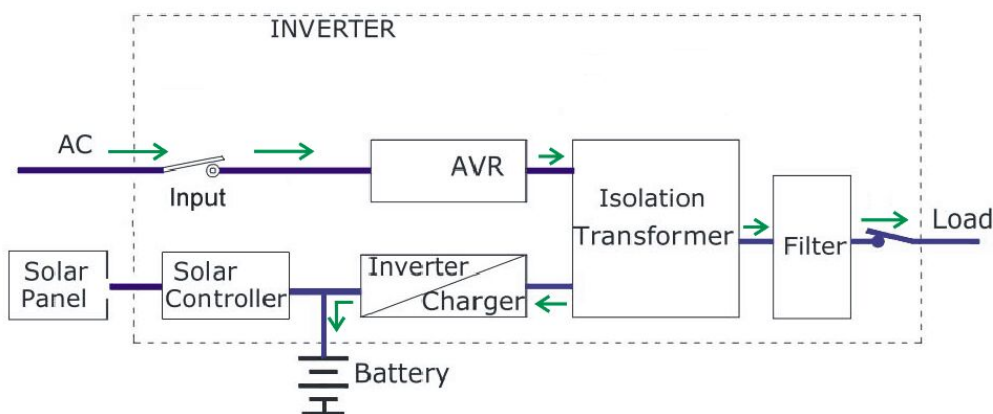 INVERTER
AC
Input
AVR
Isolation
Transformer
Filter
Load
Solar
Panel
Solar
Controller
Inverter
Charger
Battery